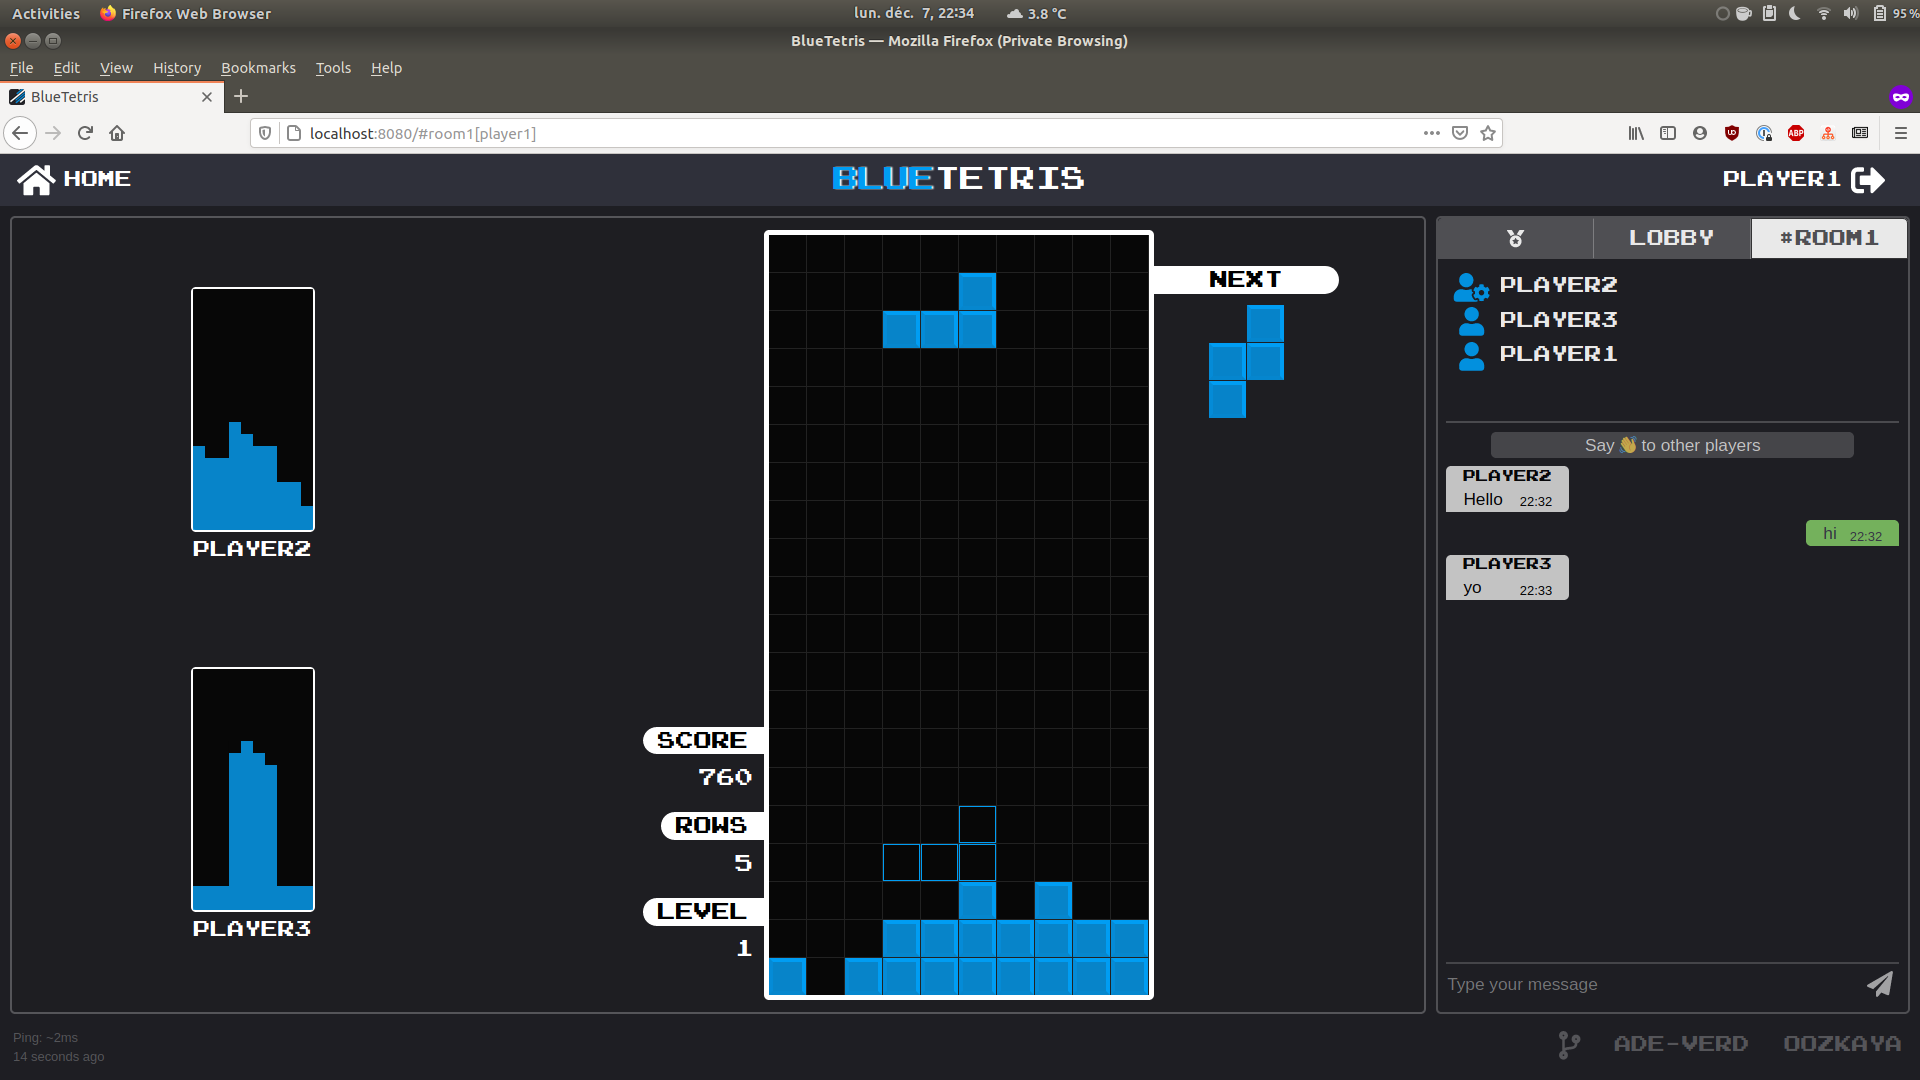 Activities Firefox Web Browser lun. déc. 7, 22:34 3.8 °C 95 %
BlueTetris — Mozilla Firefox (Private Browsing)
File Edit View History Bookmarks Tools Help
BlueTetris
localhost:8080/#room1[player1]
ABP
HOME BLUETETRIS PLAYER1
LOBBY #ROOM1
NEXT
PLAYER2
PLAYER3
PLAYER1
Say 👋 to other players
PLAYER2
Hello 22:32
hi 22:32
PLAYER3
yo 22:33
PLAYER2
SCORE
760
ROWS
5
LEVEL
1
PLAYER3
Type your message
Ping: ~2ms
14 seconds ago
ADE-VERD OOZKAYA